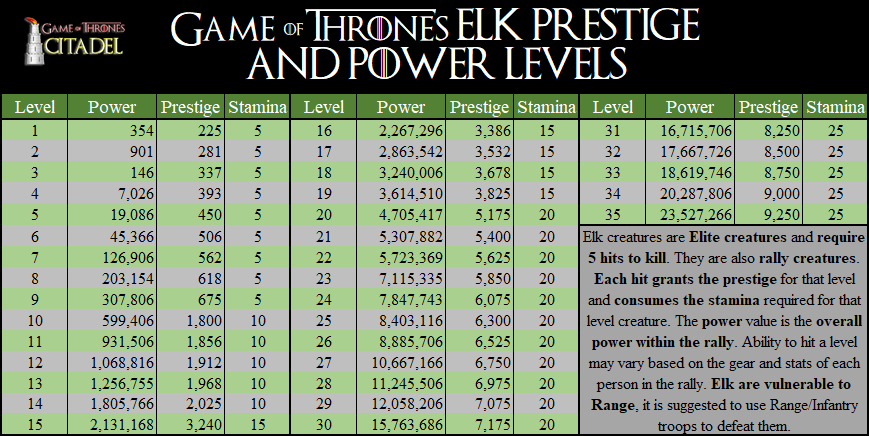 GAME OF THRONES
CITADEL
GAME OF THRONES ELK PRESTIGE
AND POWER LEVELS
Level Power Prestige Stamina Level Power Prestige Stamina Level Power Prestige Stamina
1 354 225 5 16 2,267,296 3,386 15 31 16,715,706 8,250 25
2 901 281 5 17 2,863,542 3,532 15 32 17,667,726 8,500 25
3 146 337 5 18 3,240,006 3,678 15 33 18,619,746 8,750 25
4 7,026 393 5 19 3,614,510 3,825 15 34 20,287,806 9,000 25
5 19,086 450 5 20 4,705,417 5,175 20 35 23,527,266 9,250 25
6 45,366 506 5 21 5,307,882 5,400 20
7 126,906 562 5 22 5,723,369 5,625 20
8 203,154 618 5 23 7,115,335 5,850 20
9 307,806 675 5 24 7,847,743 6,075 20
10 599,406 1,800 10 25 8,403,116 6,300 20
11 931,506 1,856 10 26 8,885,706 6,525 20
12 1,068,816 1,912 10 27 10,667,166 6,750 20
13 1,256,755 1,968 10 28 11,245,506 6,975 20
14 1,805,766 2,025 10 29 12,058,206 7,075 20
15 2,131,168 3,240 15 30 15,763,686 7,175 20
Elk creatures are Elite creatures and require
5 hits to kill. They are also rally creatures.
Each hit grants the prestige for that level
and consumes the stamina required for that
level creature. The power value is the overall
power within the rally. Ability to hit a level
may vary based on the gear and stats of each
person in the rally. Elk are vulnerable to
Range, it is suggested to use Range/Infantry
troops to defeat them.